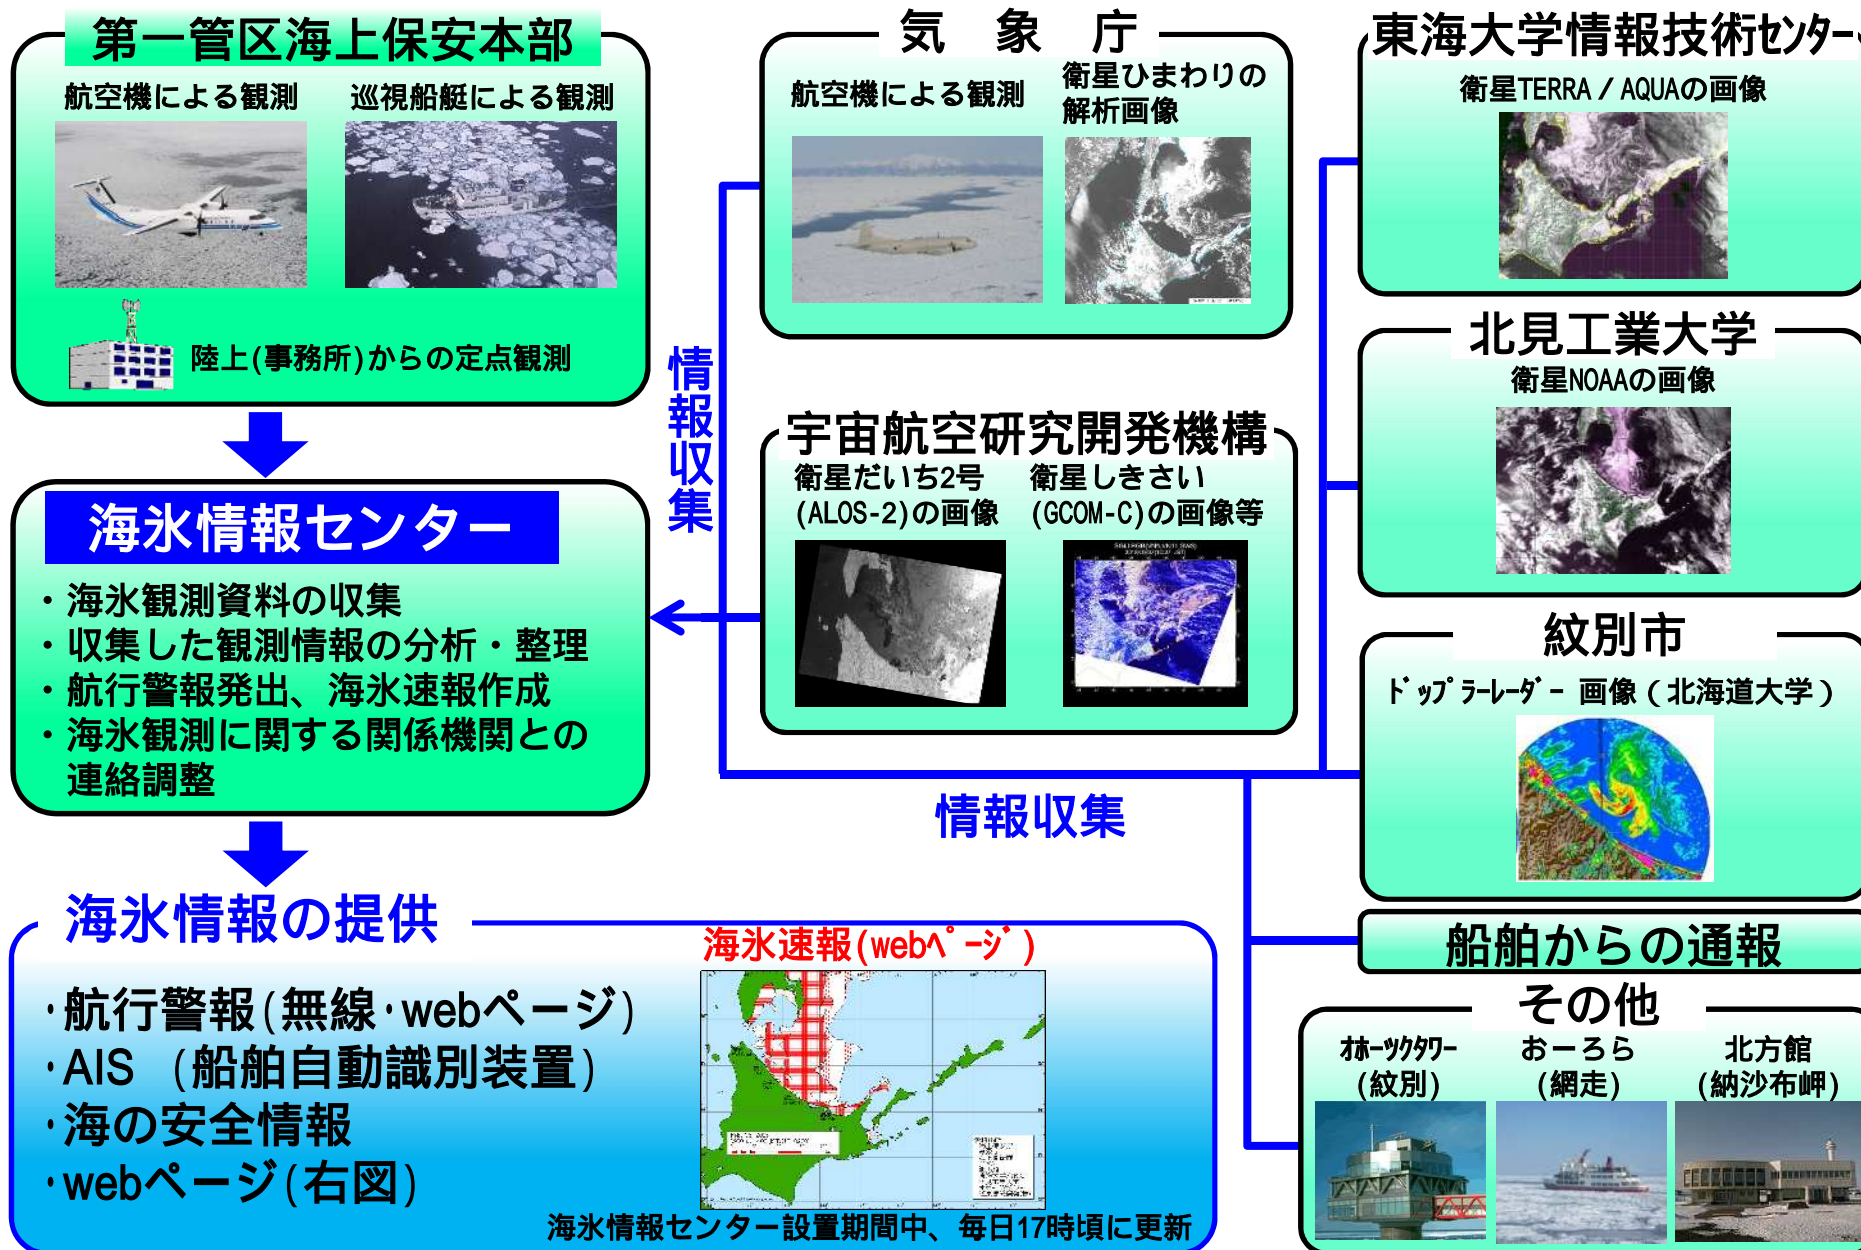 第一管区海上保安本部
航空機による観測
巡視船艇による観測
陸上(事務所)からの定点観測
海氷情報センター
・海氷観測資料の収集
・収集した観測情報の分析・整理
・航行警報発出、海氷速報作成
・海氷観測に関する関係機関との
連絡調整
情報収集
気 象 庁
航空機による観測
衛星ひまわりの
解析画像
宇宙航空研究開発機構
衛星だいち2号
(ALOS-2)の画像
衛星しきさい
(GCOM-C)の画像等
情報収集
東海大学情報技術ｾﾝﾀｰ
衛星TERRA / AQUAの画像
北見工業大学
衛星NOAAの画像
紋別市
ﾄﾞｯﾌﾟﾗｰﾚｰﾀﾞｰ 画像(北海道大学)
船舶からの通報
その他
ｵﾎｰﾂｸﾀﾜｰ
(紋別)
おーろら
(網走)
北方館
(納沙布岬)
海氷情報の提供
・航行警報(無線・webページ)
・AIS (船舶自動識別装置)
・海の安全情報
・webページ(右図)
海氷速報(webﾍﾟｰｼﾞ)
海氷情報センター設置期間中、毎日17時頃に更新